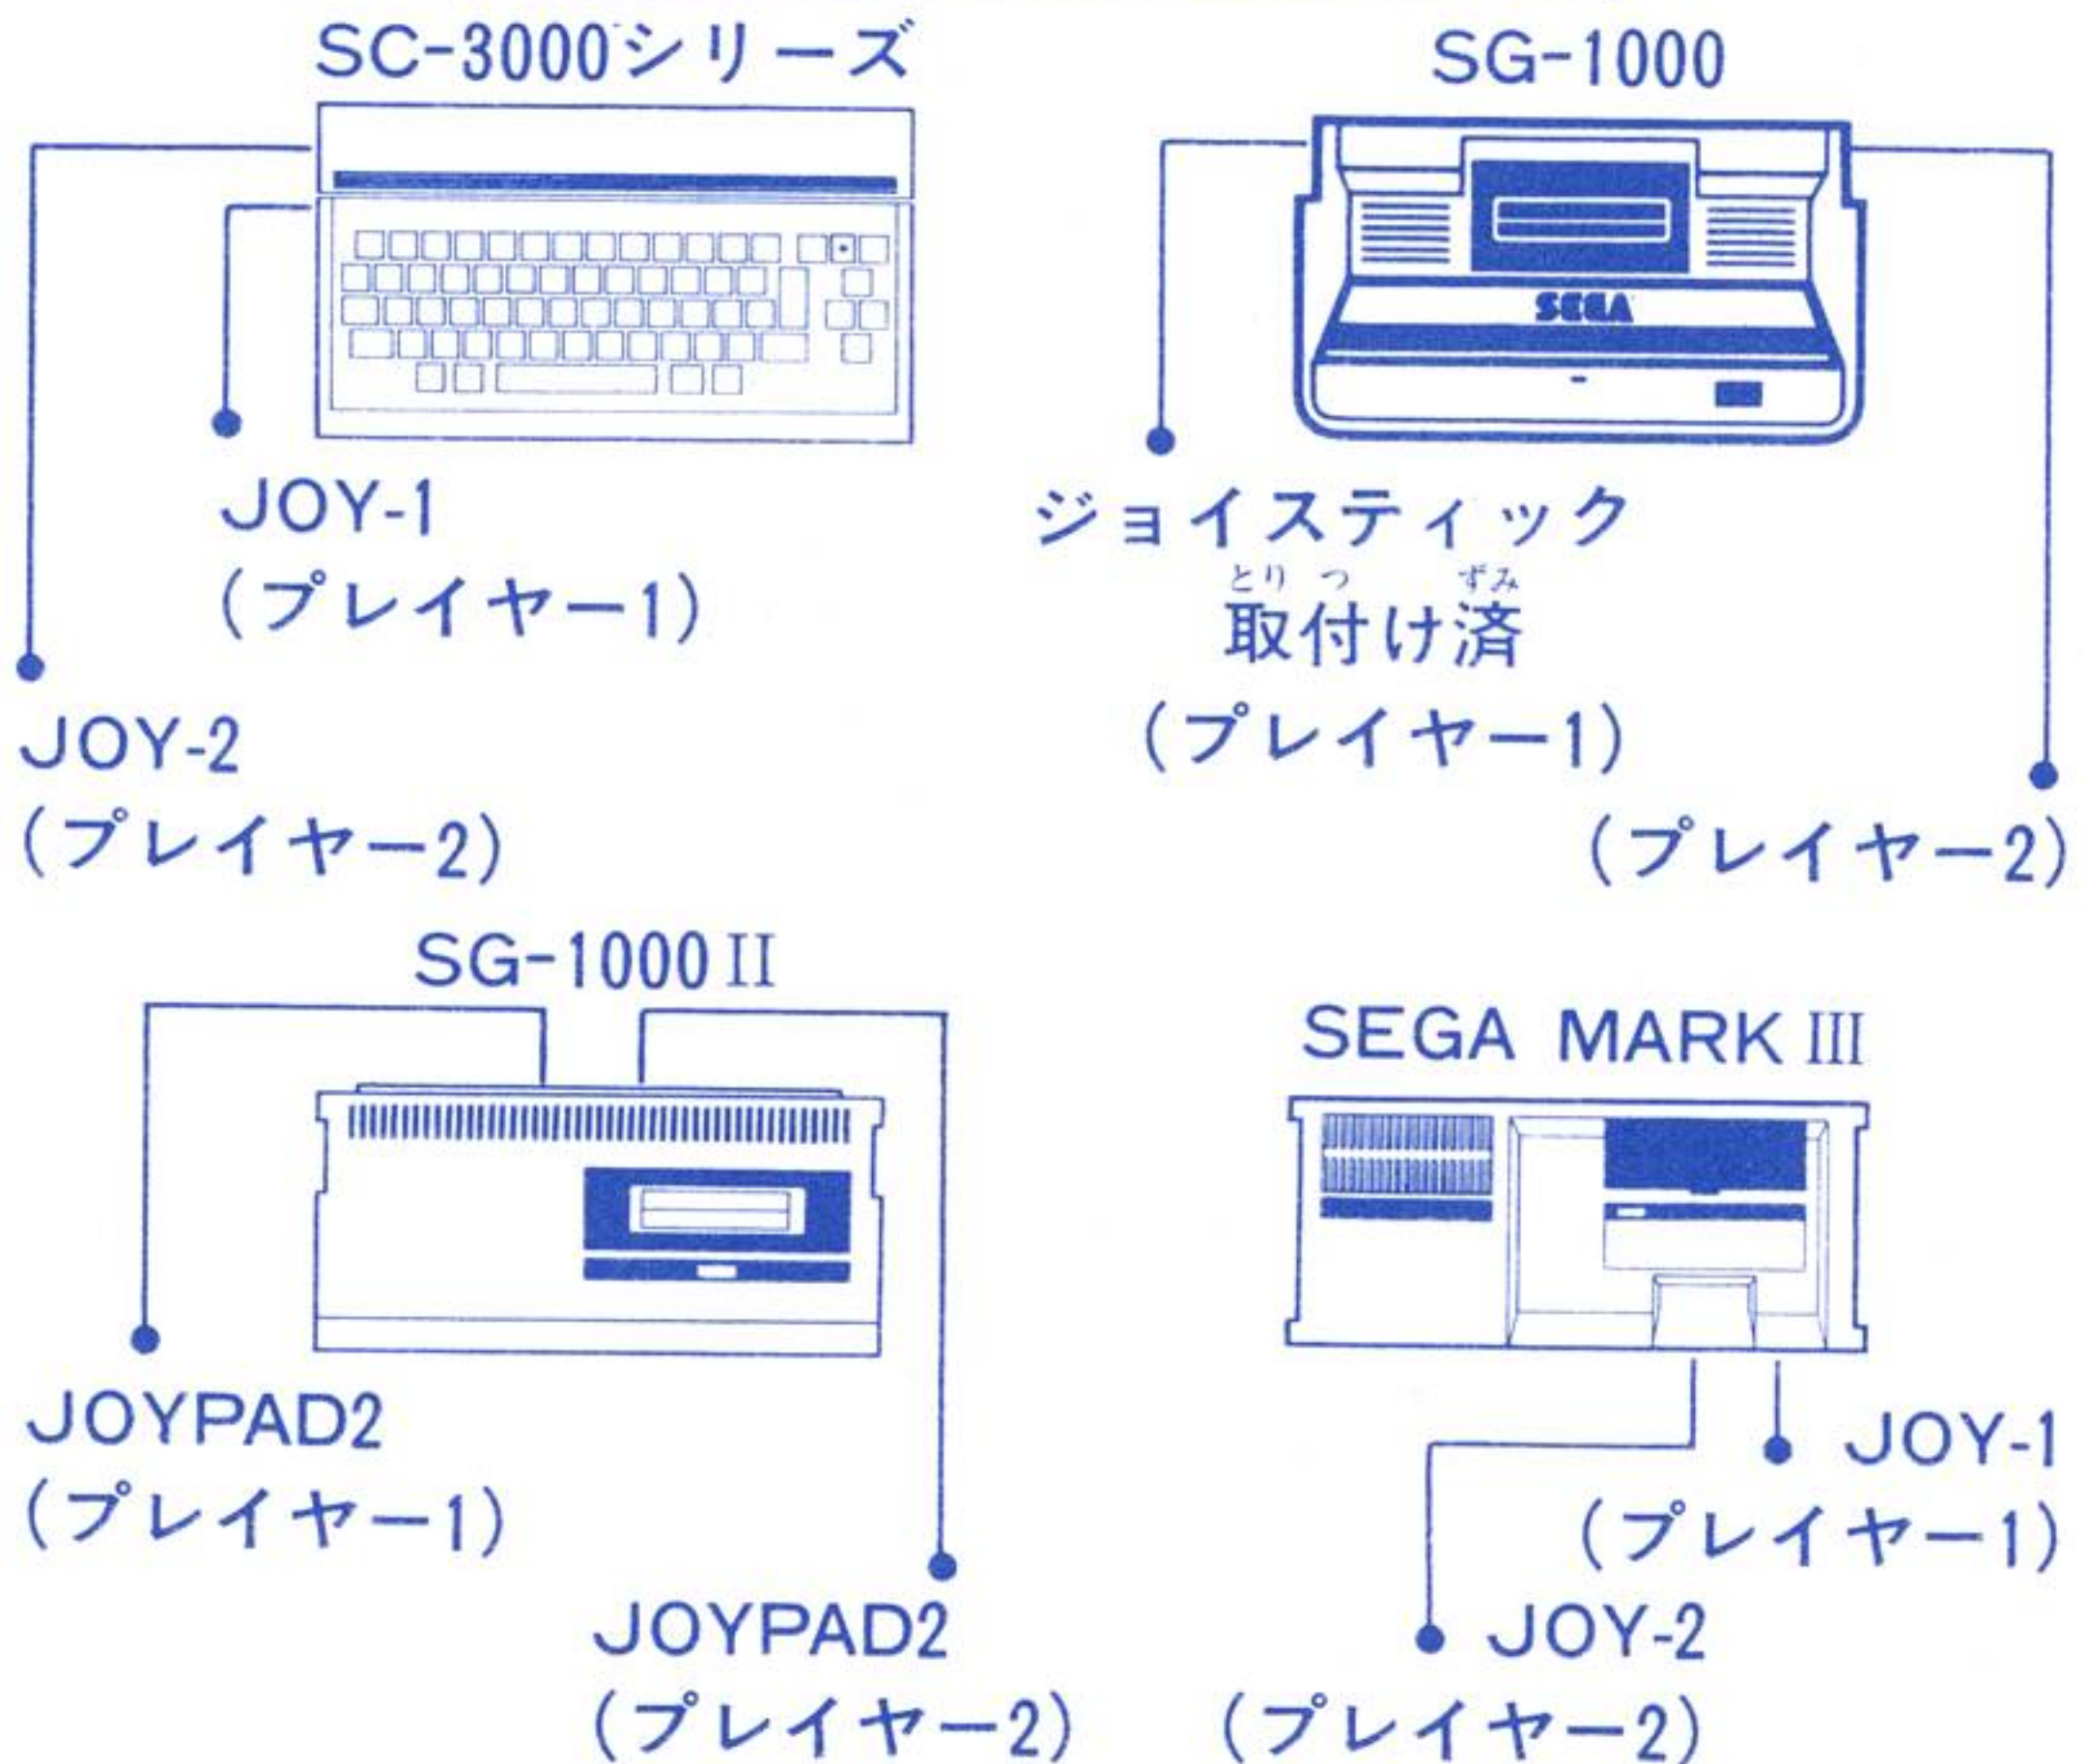 SC-3000シリーズ
JOY-1
(プレイヤー1)
JOY-2
(プレイヤー2)
SG-1000
SEGA
ジョイスティック
とりつ ずみ
取付け済
(プレイヤー1)
(プレイヤー2)
SG-1000II
JOYPAD2
(プレイヤー1)
JOYPAD2
(プレイヤー2)
SEGA MARK III
JOY-1
(プレイヤー1)
JOY-2
(プレイヤー2)